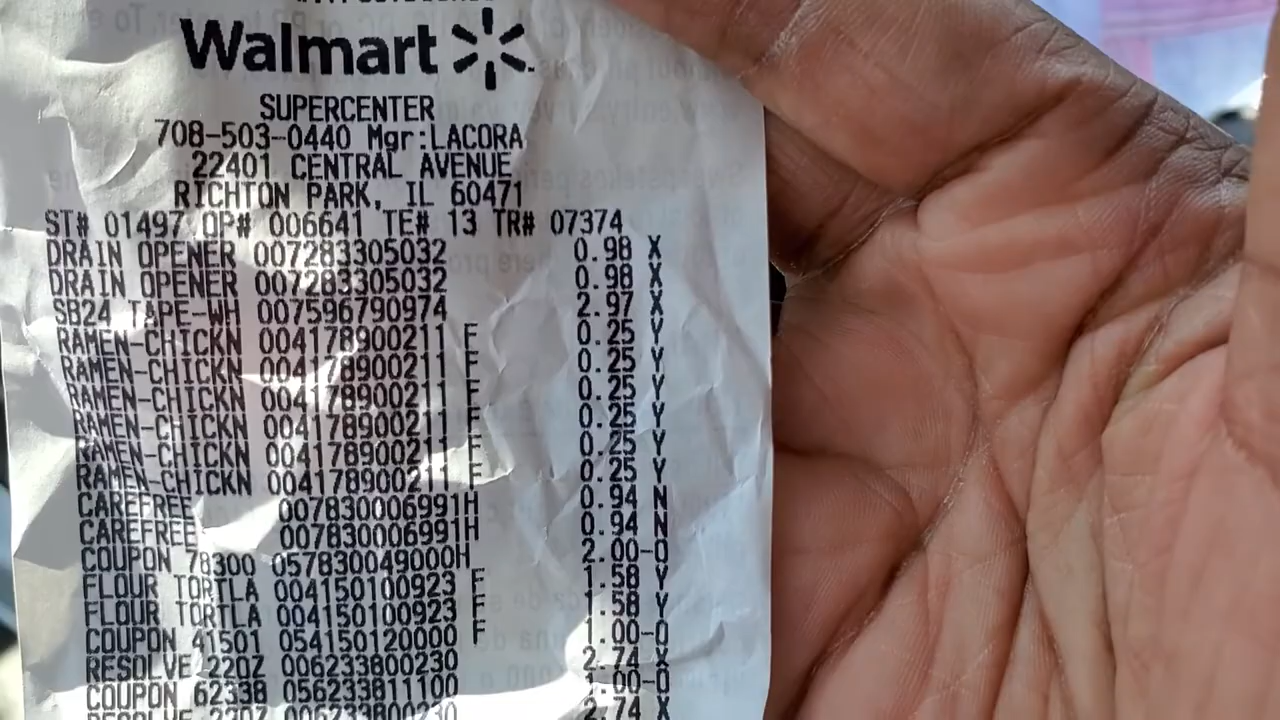 Walmart
SUPERCENTER
708-503-0440 Mgr:LACORA
22401 CENTRAL AVENUE
RICHTON PARK, IL 60471
ST# 01497 OP# 006641 TE# 13 TR# 07374
DRAIN OPENER 007283305032 0.98 X
DRAIN OPENER 007283305032 0.98 X
SB24 TAPE-WH 007596790974 2.97 X
RAMEN-CHICKN 004178900211 F 0.25 Y
RAMEN-CHICKN 004178900211 F 0.25 Y
RAMEN-CHICKN 004178900211 F 0.25 Y
RAMEN-CHICKN 004178900211 F 0.25 Y
RAMEN-CHICKN 004178900211 F 0.25 Y
RAMEN-CHICKN 004178900211 F 0.25 Y
CAREFREE 007830006991H 0.94 N
CAREFREE 007830006991H 0.94 N
COUPON 78300 057830049000H 2.00-O
FLOUR TORTLA 004150100923 F 1.58 Y
FLOUR TORTLA 004150100923 F 1.58 Y
COUPON 41501 054150120000 F 1.00-O
RESOLVE 22OZ 006233800230 2.74 X
COUPON 62338 056233811100 1.00-O
RESOLVE 22OZ 006233800230 2.74 X